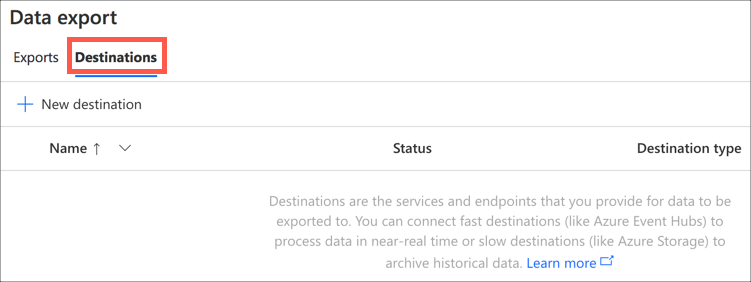 Data export
Exports Destinations
New destination
Name ↑ Status Destination type
Destinations are the services and endpoints that you provide for data to be
exported to. You can connect fast destinations (like Azure Event Hubs) to
process data in near-real time or slow destinations (like Azure Storage) to
archive historical data. Learn more